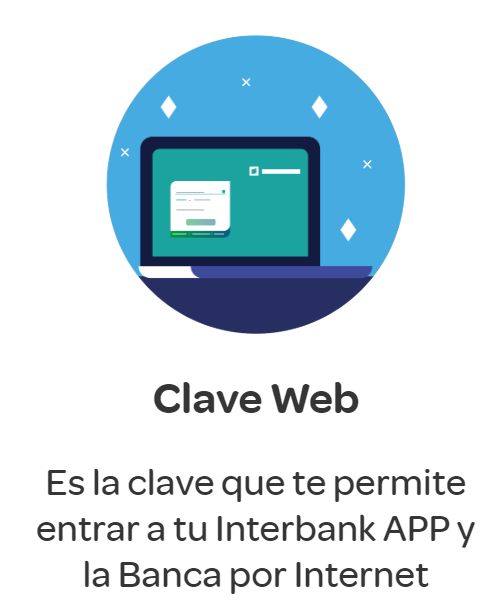 Clave Web
Es la clave que te permite
entrar a tu Interbank APP y
la Banca por Internet